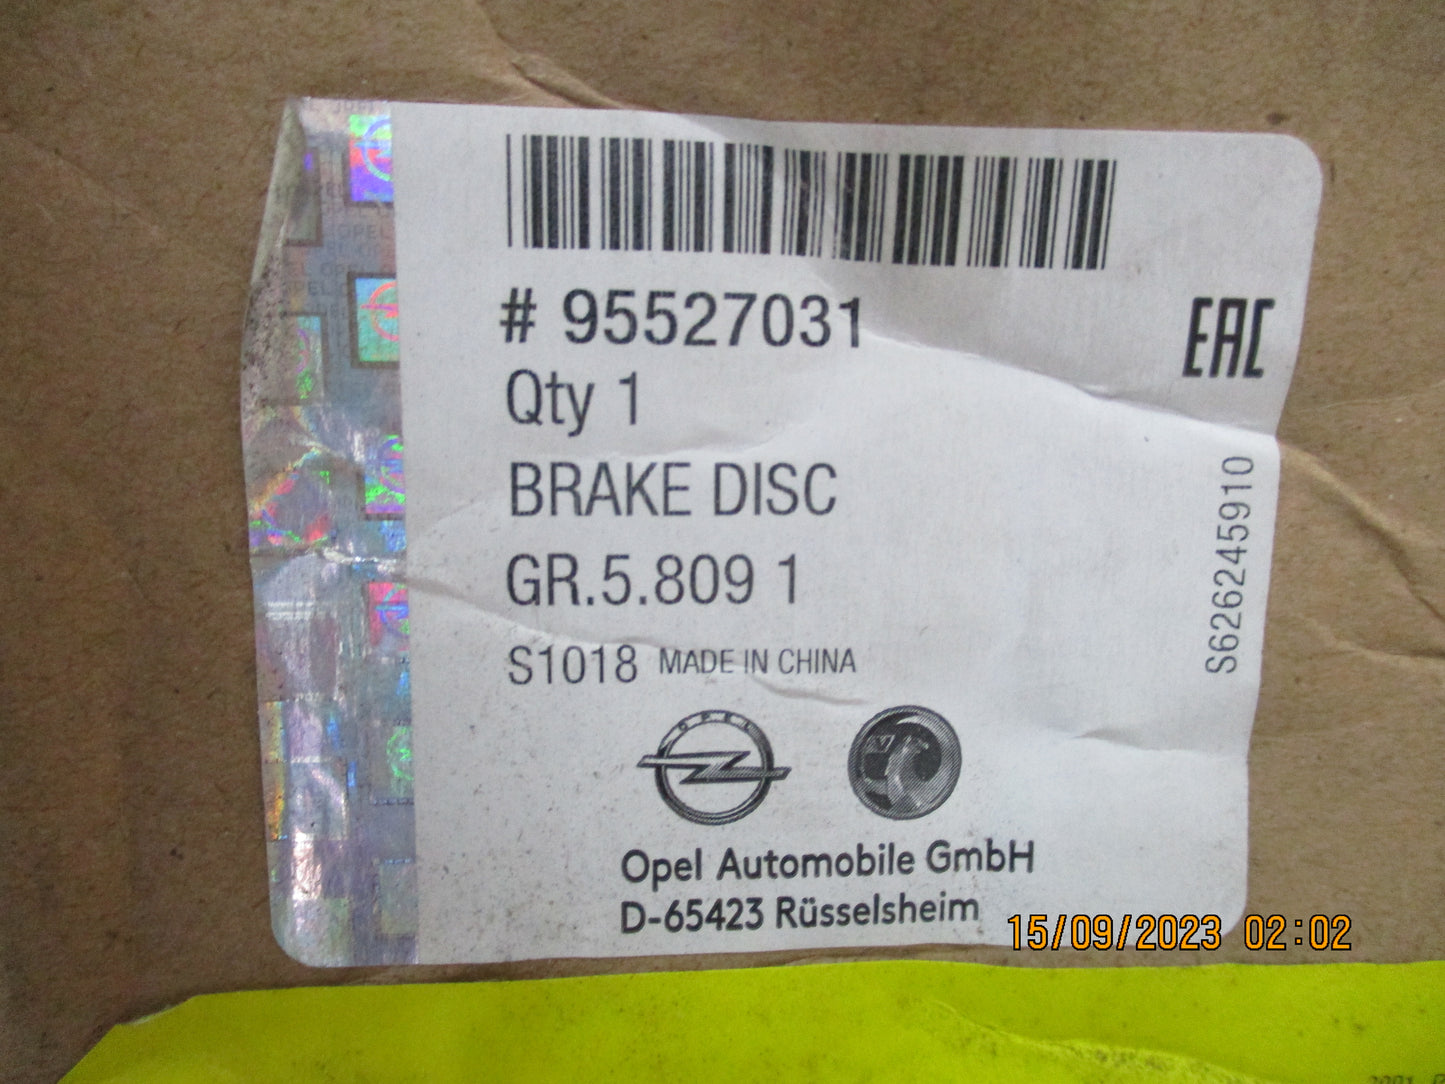 # 95527031
EAC
Qty 1
BRAKE DISC
GR.5.809 1
S1018 MADE IN CHINA
S626245910
OPEL
Opel Automobile GmbH
D-65423 Rüsselsheim
15/09/2023 02:02